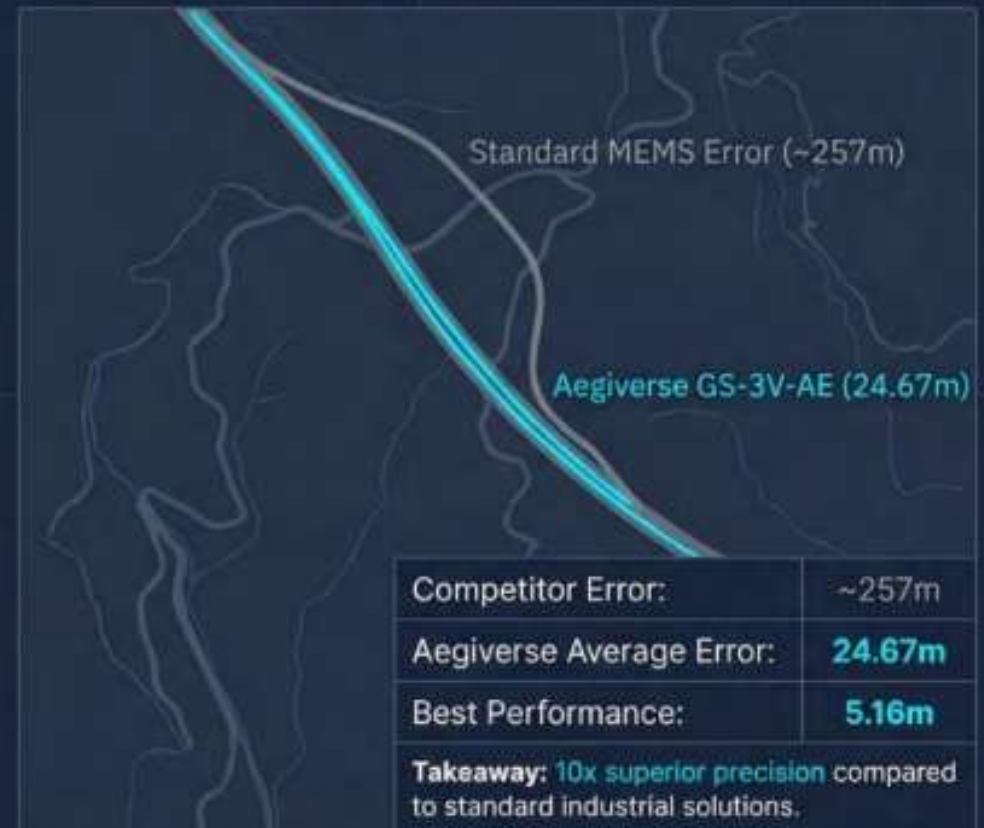 Standard MEMS Error (~257m)
Aegiverse GS-3V-AE (24.67m)
Competitor Error: ~257m
Aegiverse Average Error: 24.67m
Best Performance: 5.16m
Takeaway: 10x superior precision compared
to standard industrial solutions.